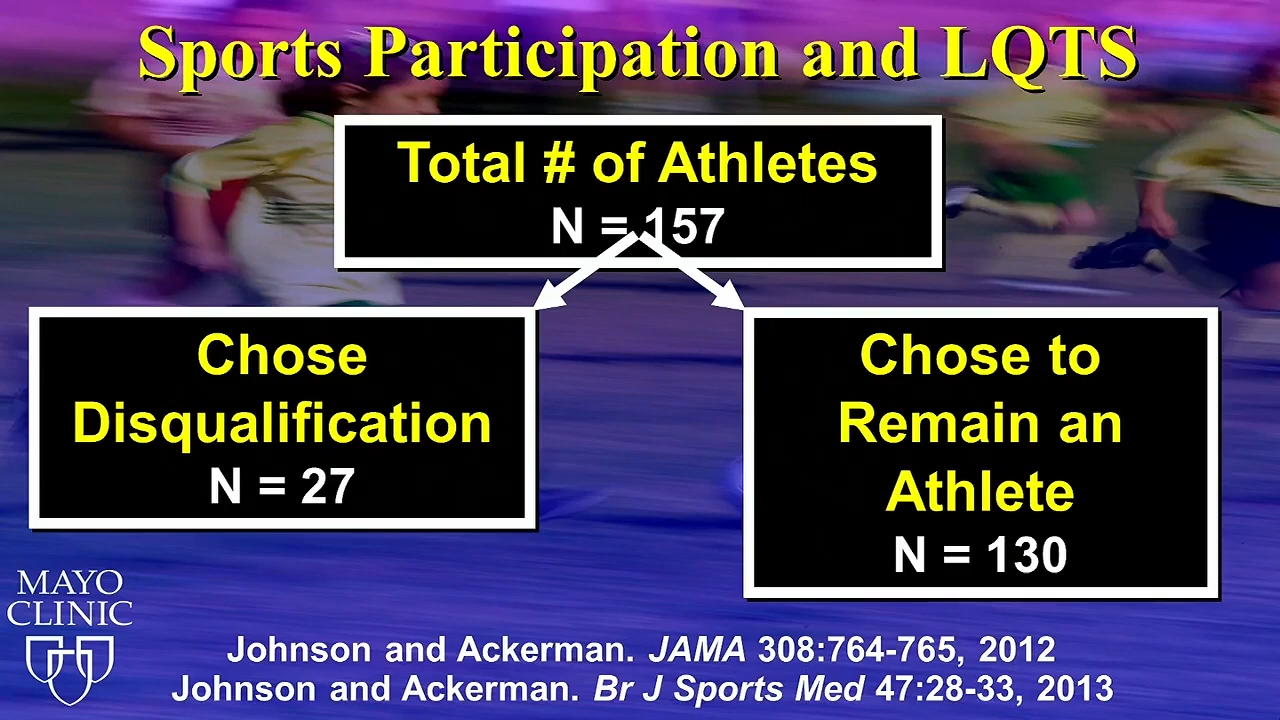 Sports Participation and LQTS
Total # of Athletes
N = 157
Chose
Disqualification
N = 27
Chose to
Remain an
Athlete
N = 130
MAYO
CLINIC
Johnson and Ackerman. JAMA 308:764-765, 2012
Johnson and Ackerman. Br J Sports Med 47:28-33, 2013